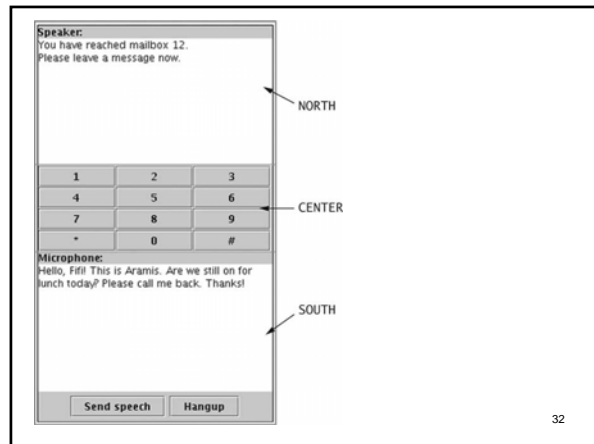 Speaker:
You have reached mailbox 12.
Please leave a message now.
NORTH
1 2 3
4 5 6
CENTER
7 8 9
* 0 #
Microphone:
Hello, Fifi! This is Aramis. Are we still on for
lunch today? Please call me back. Thanks!
SOUTH
Send speech Hangup
32